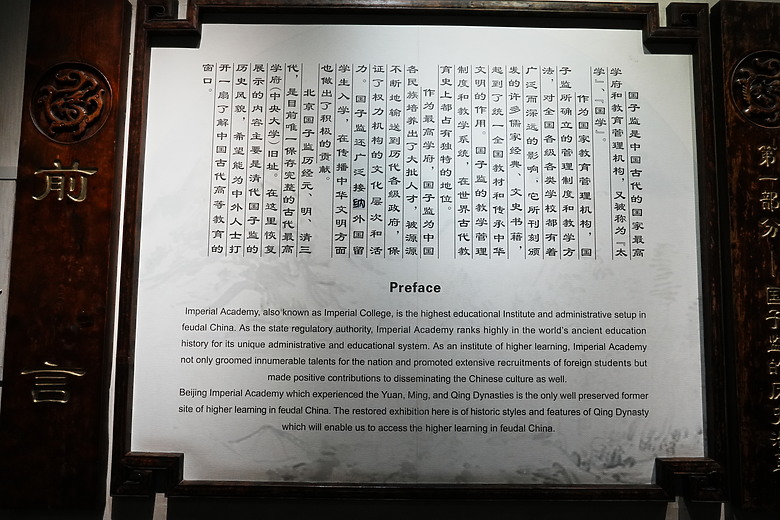 前言
国子监是中国古代的国家最高
学府和教育管理机构，又被称为『太
学』、『国学』。
作为国家教育管理机构，国
子监所确立的管理制度和教学方
法，对全国各级各类学校都有着
广泛而深远的影响，它所刊刻颁
发的许多儒家经典、文史书籍，
起到了统一全国教材和传承中华
文明的作用。国子监的教学管理
制度和教学系统，在世界古代教
育史上都占有独特的地位。
作为最高学府，国子监为中国
各民族培养出了大批人才，被源源
不断地输送到历代各级政府，保
证了权力机构的文化层次和活
力。国子监还广泛接纳外国留
学生入学，在传播中华文明方面
也做出了积极的贡献。
北京国子监历经元、明、清三
代，是目前唯一保存完整的古代最高
学府（中央大学）旧址。在这里恢复
展示的内容主要是清代国子监的
历史风貌，希望能为中外人士打
开一扇了解中国古代高等教育的
窗口。
Preface
Imperial Academy, also known as Imperial College, is the highest educational Institute and administrative setup in
feudal China. As the state regulatory authority, Imperial Academy ranks highly in the world's ancient education
history for its unique administrative and educational system. As an institute of higher learning, Imperial Academy
not only groomed innumerable talents for the nation and promoted extensive recruitments of foreign students but
made positive contributions to disseminating the Chinese culture as well.
Beijing Imperial Academy which experienced the Yuan, Ming, and Qing Dynasties is the only well preserved former
site of higher learning in feudal China. The restored exhibition here is of historic styles and features of Qing Dynasty
which will enable us to access the higher learning in feudal China.
第一部分 国子监